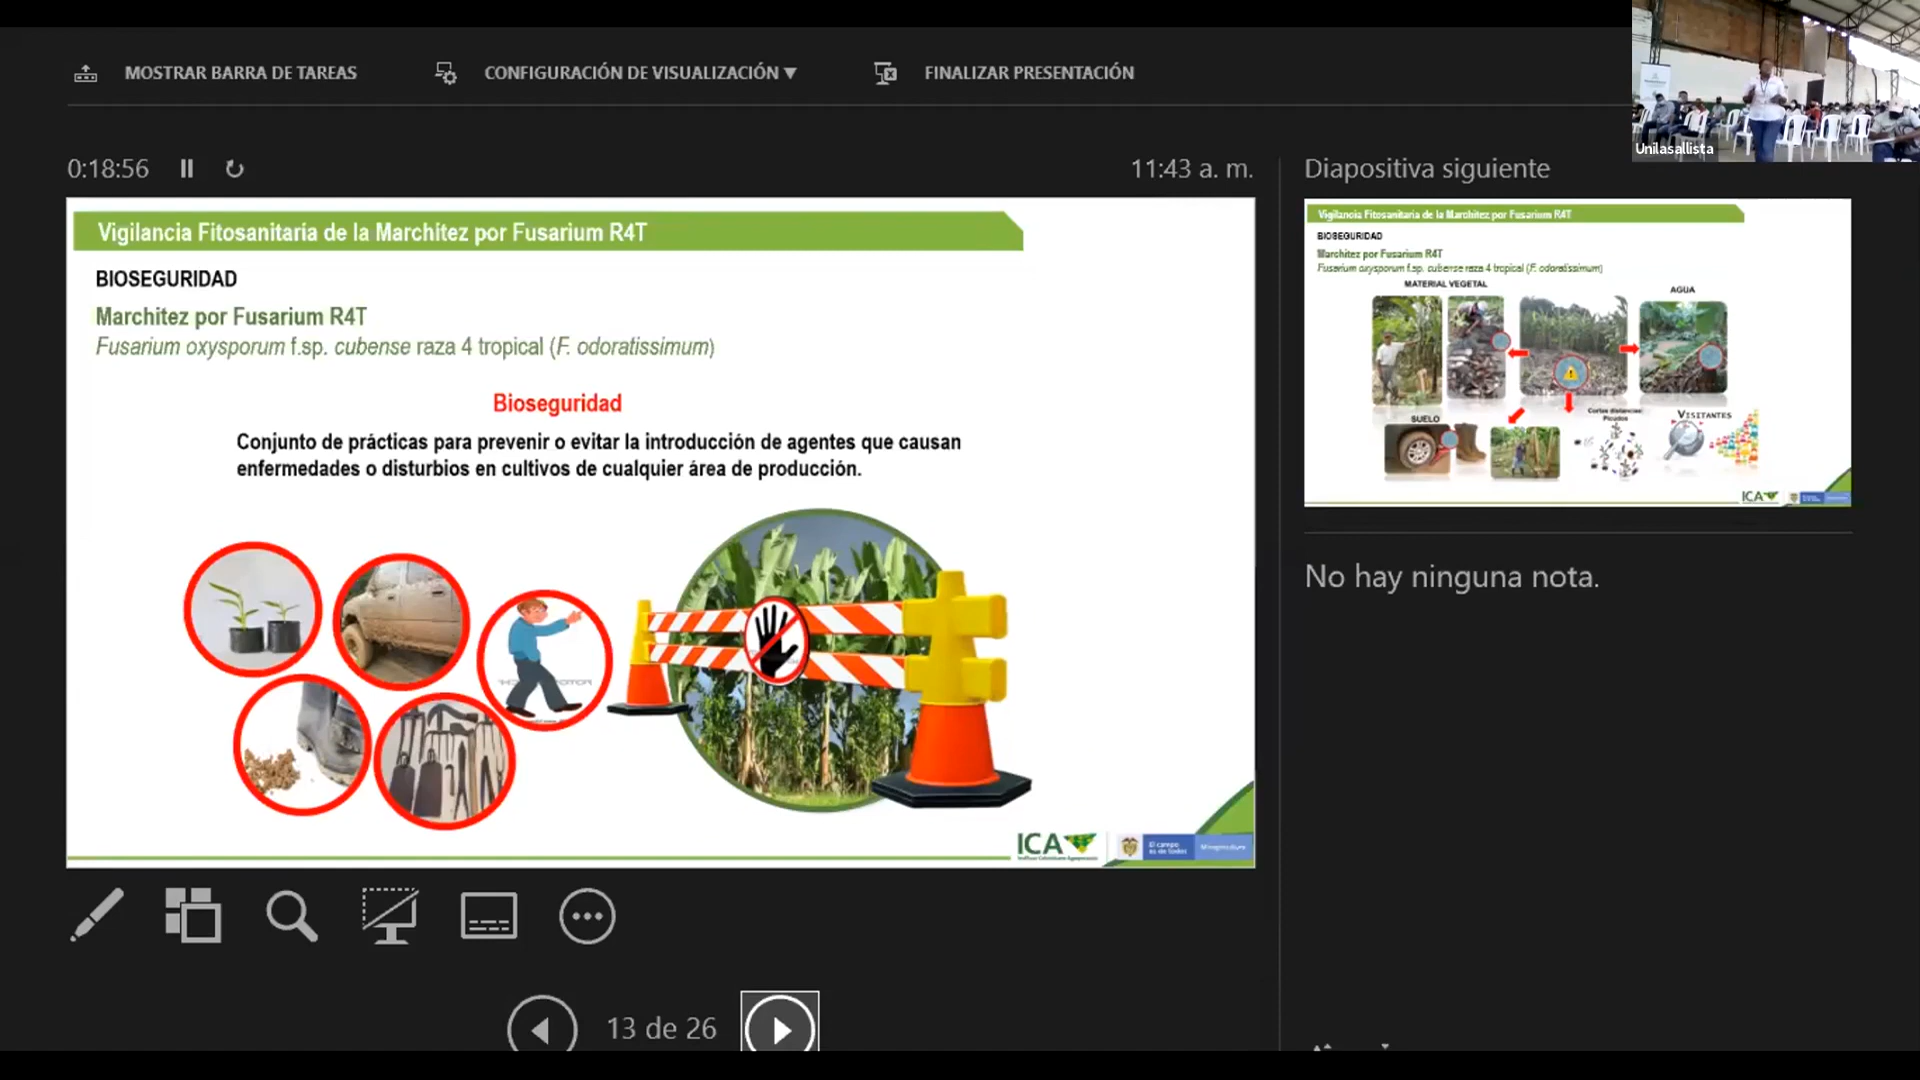 MOSTRAR BARRA DE TAREAS
CONFIGURACIÓN DE VISUALIZACIÓN ▼
FINALIZAR PRESENTACIÓN
Unilasallista
0:18:56
11:43 a. m.
Diapositiva siguiente
Vigilancia Fitosanitaria de la Marchitez por Fusarium R4T
BIOSEGURIDAD
Marchitez por Fusarium R4T
Fusarium oxysporum f.sp. cubense raza 4 tropical (F. odoratissimum)
Bioseguridad
Conjunto de prácticas para prevenir o evitar la introducción de agentes que causan
enfermedades o disturbios en cultivos de cualquier área de producción.
ICA
Instituto Colombiano Agropecuario
El campo
es de todos
Minagricultura
Vigilancia Fitosanitaria de la Marchitez por Fusarium R4T
BIOSEGURIDAD
Marchitez por Fusarium R4T
Fusarium oxysporum f.sp. cubense raza 4 tropical (F. odoratissimum)
MATERIAL VEGETAL
AGUA
SUELO
Cortas distancias:
Picudos
VISITANTES
ICA
No hay ninguna nota.
13 de 26